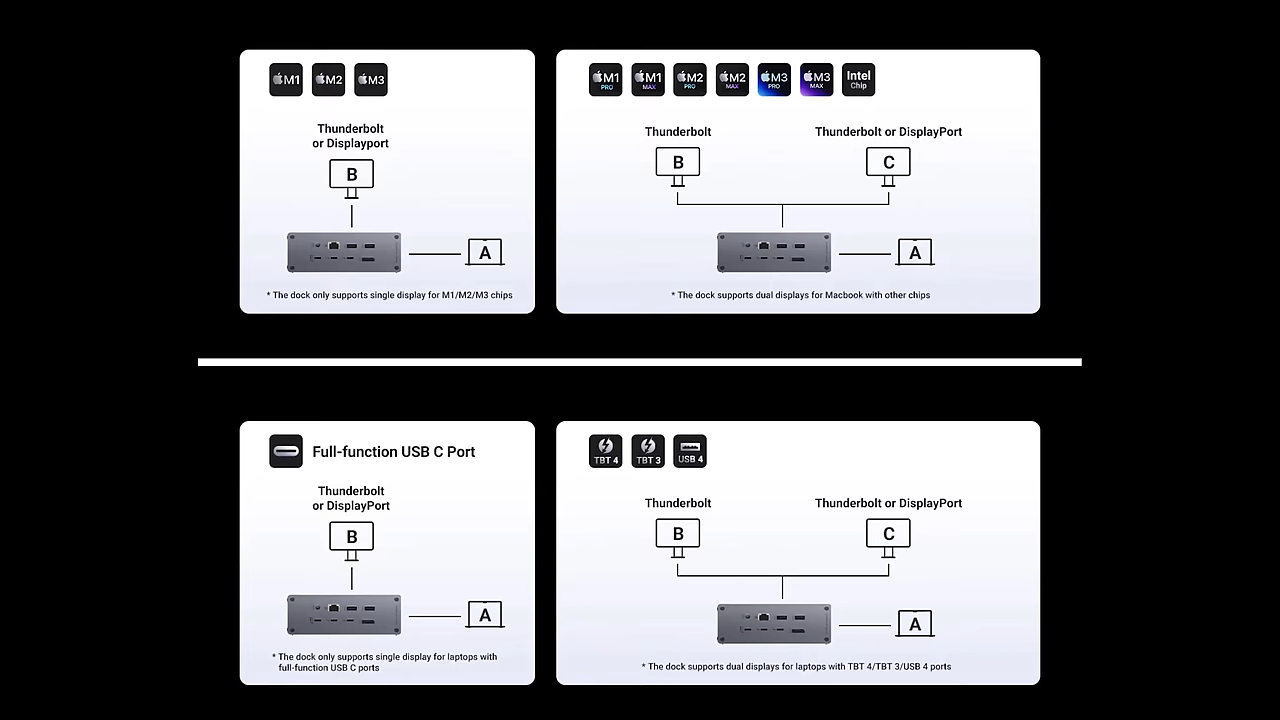 M1 M2 M3
Thunderbolt
or Displayport
B
A
* The dock only supports single display for M1/M2/M3 chips
M1 PRO M1 MAX M2 PRO M2 MAX M3 PRO M3 MAX Intel Chip
Thunderbolt Thunderbolt or DisplayPort
B C
A
* The dock supports dual displays for Macbook with other chips
Full-function USB C Port
Thunderbolt
or DisplayPort
B
A
* The dock only supports single display for laptops with
full-function USB C ports
TBT 4 TBT 3 USB 4
Thunderbolt Thunderbolt or DisplayPort
B C
A
* The dock supports dual displays for laptops with TBT 4/TBT 3/USB 4 ports